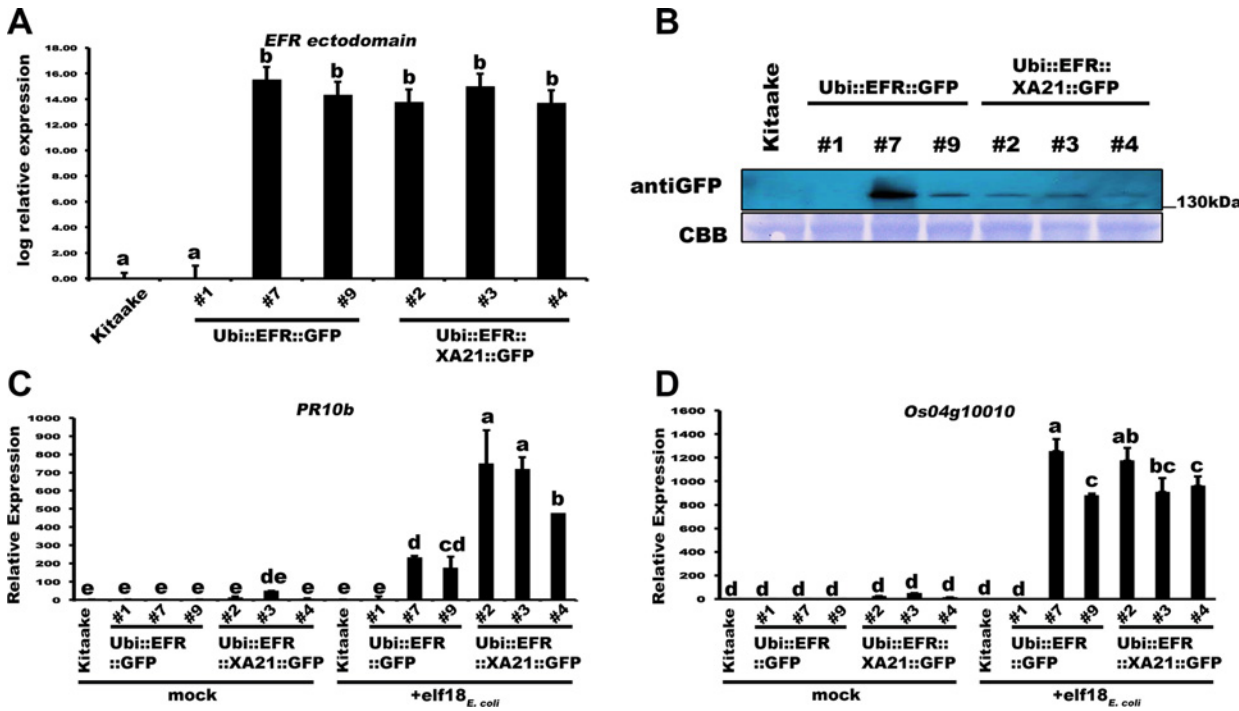 A
EFR ectodomain
log relative expression
18.00
16.00
14.00
12.00
10.00
8.00
6.00
4.00
2.00
0.00
a a b b b b b
Kitaake #1 #7 #9 #2 #3 #4
Ubi::EFR::GFP Ubi::EFR::
XA21::GFP
B
Kitaake
Ubi::EFR::GFP
Ubi::EFR::
XA21::GFP
#1 #7 #9 #2 #3 #4
antiGFP
130kDa
CBB
C
PR10b
Relative Expression
1000
900
800
700
600
500
400
300
200
100
0
e e e e e de e e e d cd a a b
Kitaake #1 #7 #9 #2 #3 #4 Kitaake #1 #7 #9 #2 #3 #4
Ubi::EFR Ubi::EFR Ubi::EFR Ubi::EFR
::GFP ::XA21::GFP ::GFP ::XA21::GFP
mock +elf18E. coli
D
Os04g10010
Relative Expression
1600
1400
1200
1000
800
600
400
200
0
d d d d d d d d d a c ab bc c
Kitaake #1 #7 #9 #2 #3 #4 Kitaake #1 #7 #9 #2 #3 #4
Ubi::EFR Ubi::EFR:: Ubi::EFR Ubi::EFR
::GFP XA21::GFP ::GFP ::XA21::GFP
mock +elf18E. coli